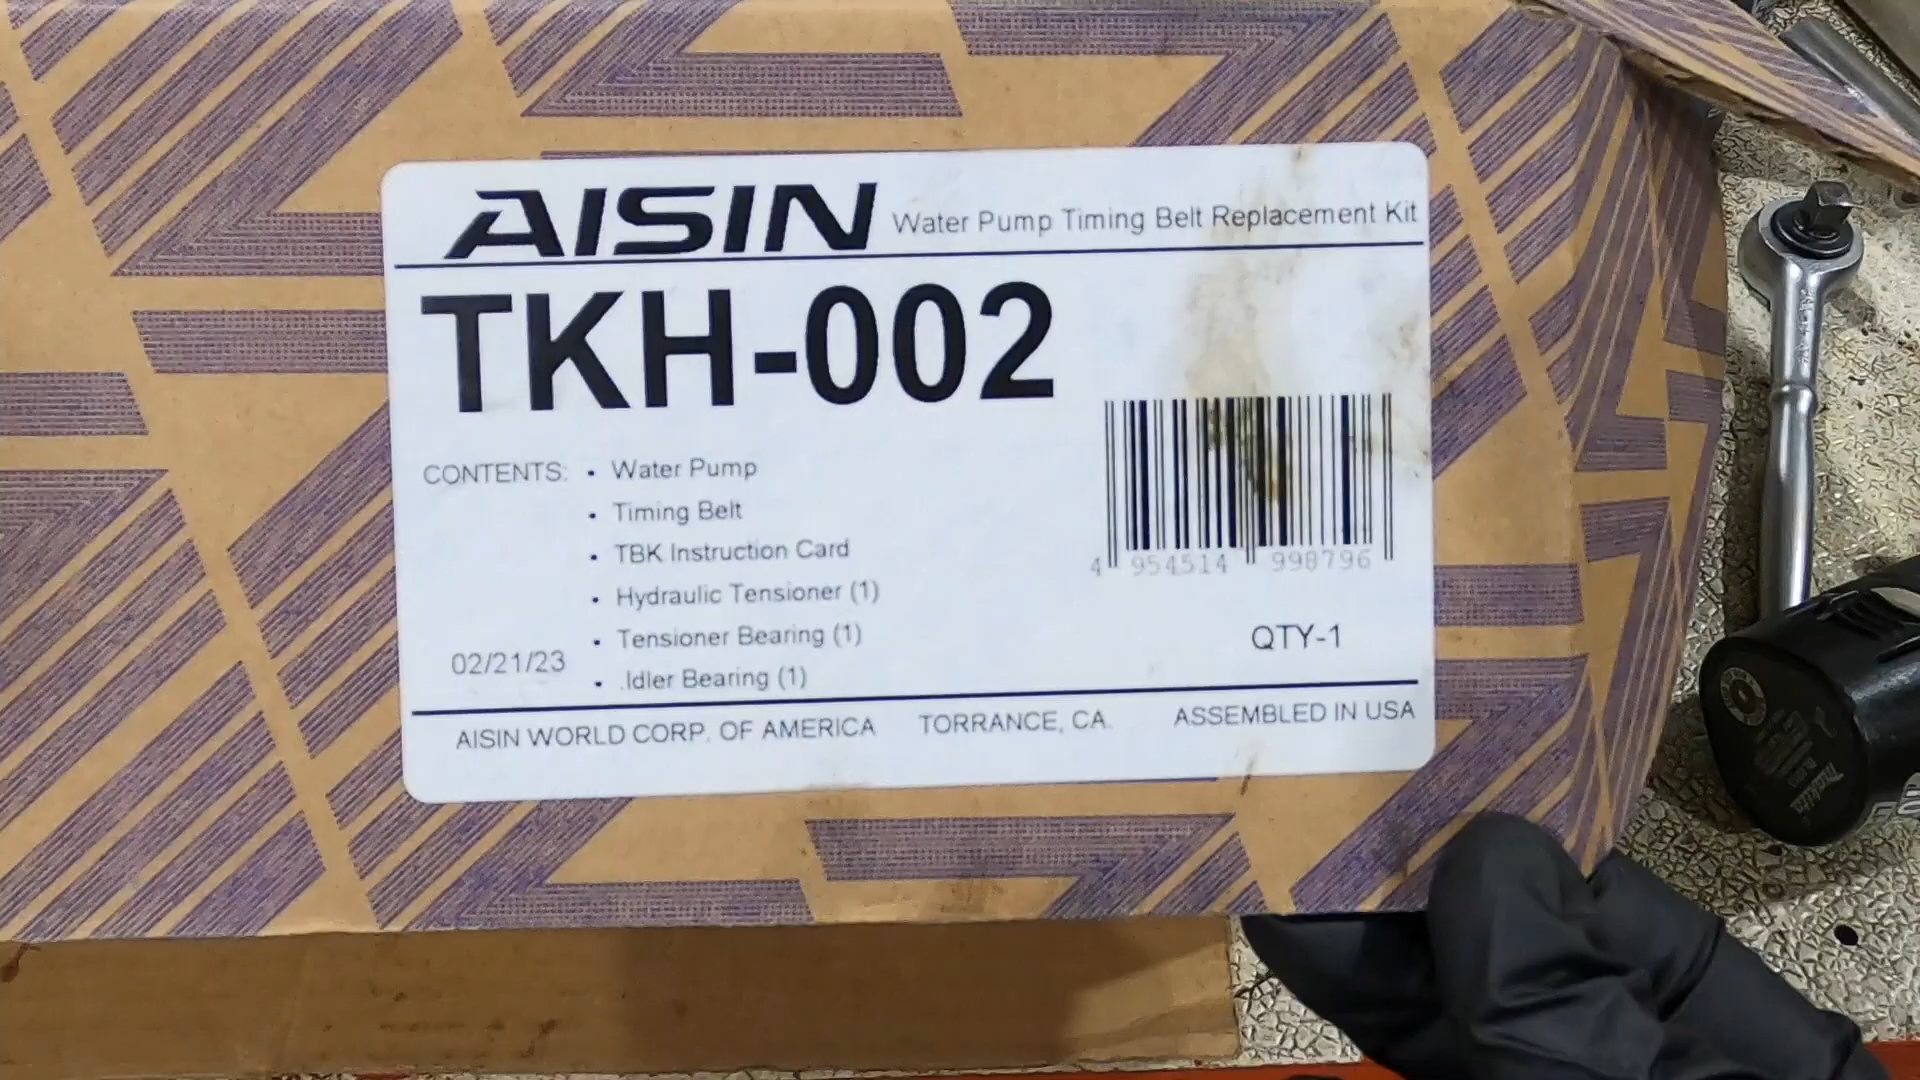 AISIN Water Pump Timing Belt Replacement Kit
TKH-002
CONTENTS: • Water Pump
• Timing Belt
• TBK Instruction Card
• Hydraulic Tensioner (1)
• Tensioner Bearing (1)
• .Idler Bearing (1)
02/21/23
4 954514 998796
QTY-1
AISIN WORLD CORP. OF AMERICA TORRANCE, CA. ASSEMBLED IN USA
makita